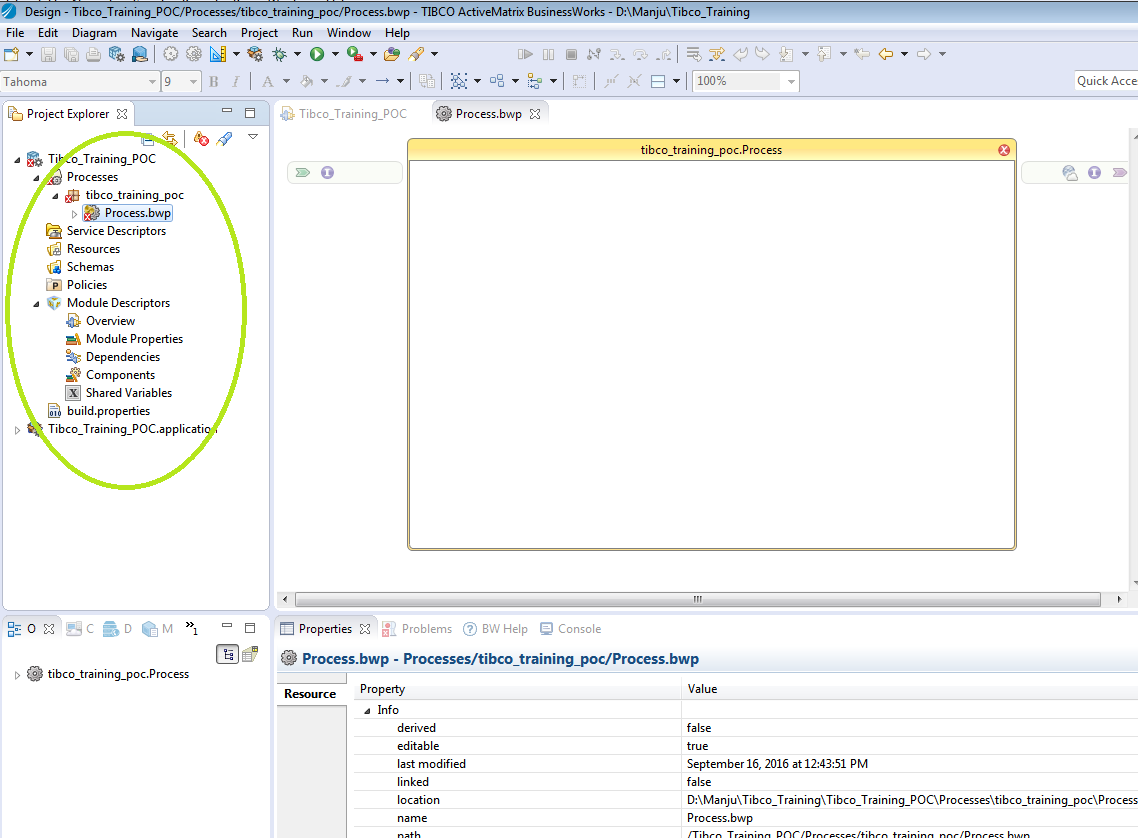 Design - Tibco_Training_POC/Processes/tibco_training_poc/Process.bwp - TIBCO ActiveMatrix BusinessWorks - D:\Manju\Tibco_Training
File Edit Diagram Navigate Search Project Run Window Help
Tahoma 9 B I A 100% Quick Acce
Project Explorer
Tibco_Training_POC
Processes
tibco_training_poc
Process.bwp
Service Descriptors
Resources
Schemas
Policies
Module Descriptors
Overview
Module Properties
Dependencies
Components
Shared Variables
build.properties
Tibco_Training_POC.application
Tibco_Training_POC Process.bwp
tibco_training_poc.Process
O C D M »1
tibco_training_poc.Process
Properties Problems BW Help Console
Process.bwp - Processes/tibco_training_poc/Process.bwp
Resource
Property Value
Info
derived false
editable true
last modified September 16, 2016 at 12:43:51 PM
linked false
location D:\Manju\Tibco_Training\Tibco_Training_POC\Processes\tibco_training_poc\Process
name Process.bwp
path /Tibco_Training_POC/Processes/tibco_training_poc/Process.bwp